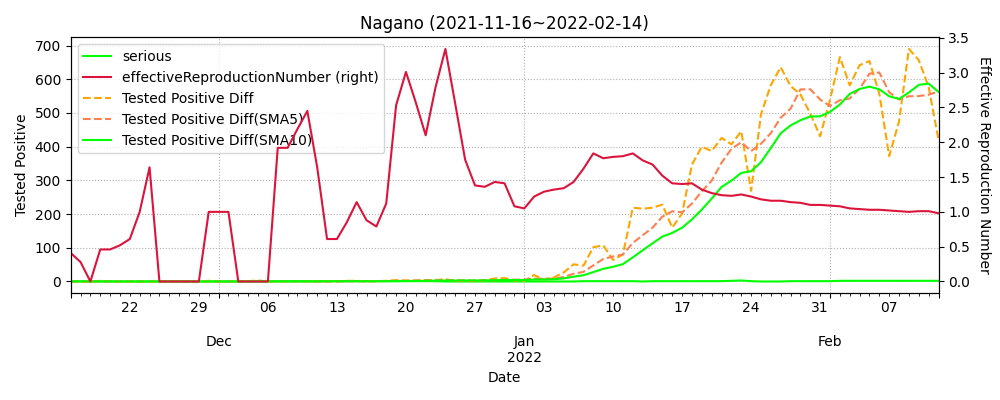 Nagano (2021-11-16~2022-02-14)
serious
effectiveReproductionNumber (right)
Tested Positive Diff
Tested Positive Diff(SMA5)
Tested Positive Diff(SMA10)
Tested Positive
700
600
500
400
300
200
100
0
3.5
3.0
2.5
2.0
1.5
1.0
0.5
0.0
Effective Reproduction Number
22 29 06 13 20 27 03 10 17 24 31 07
Dec Jan Feb
2022
Date